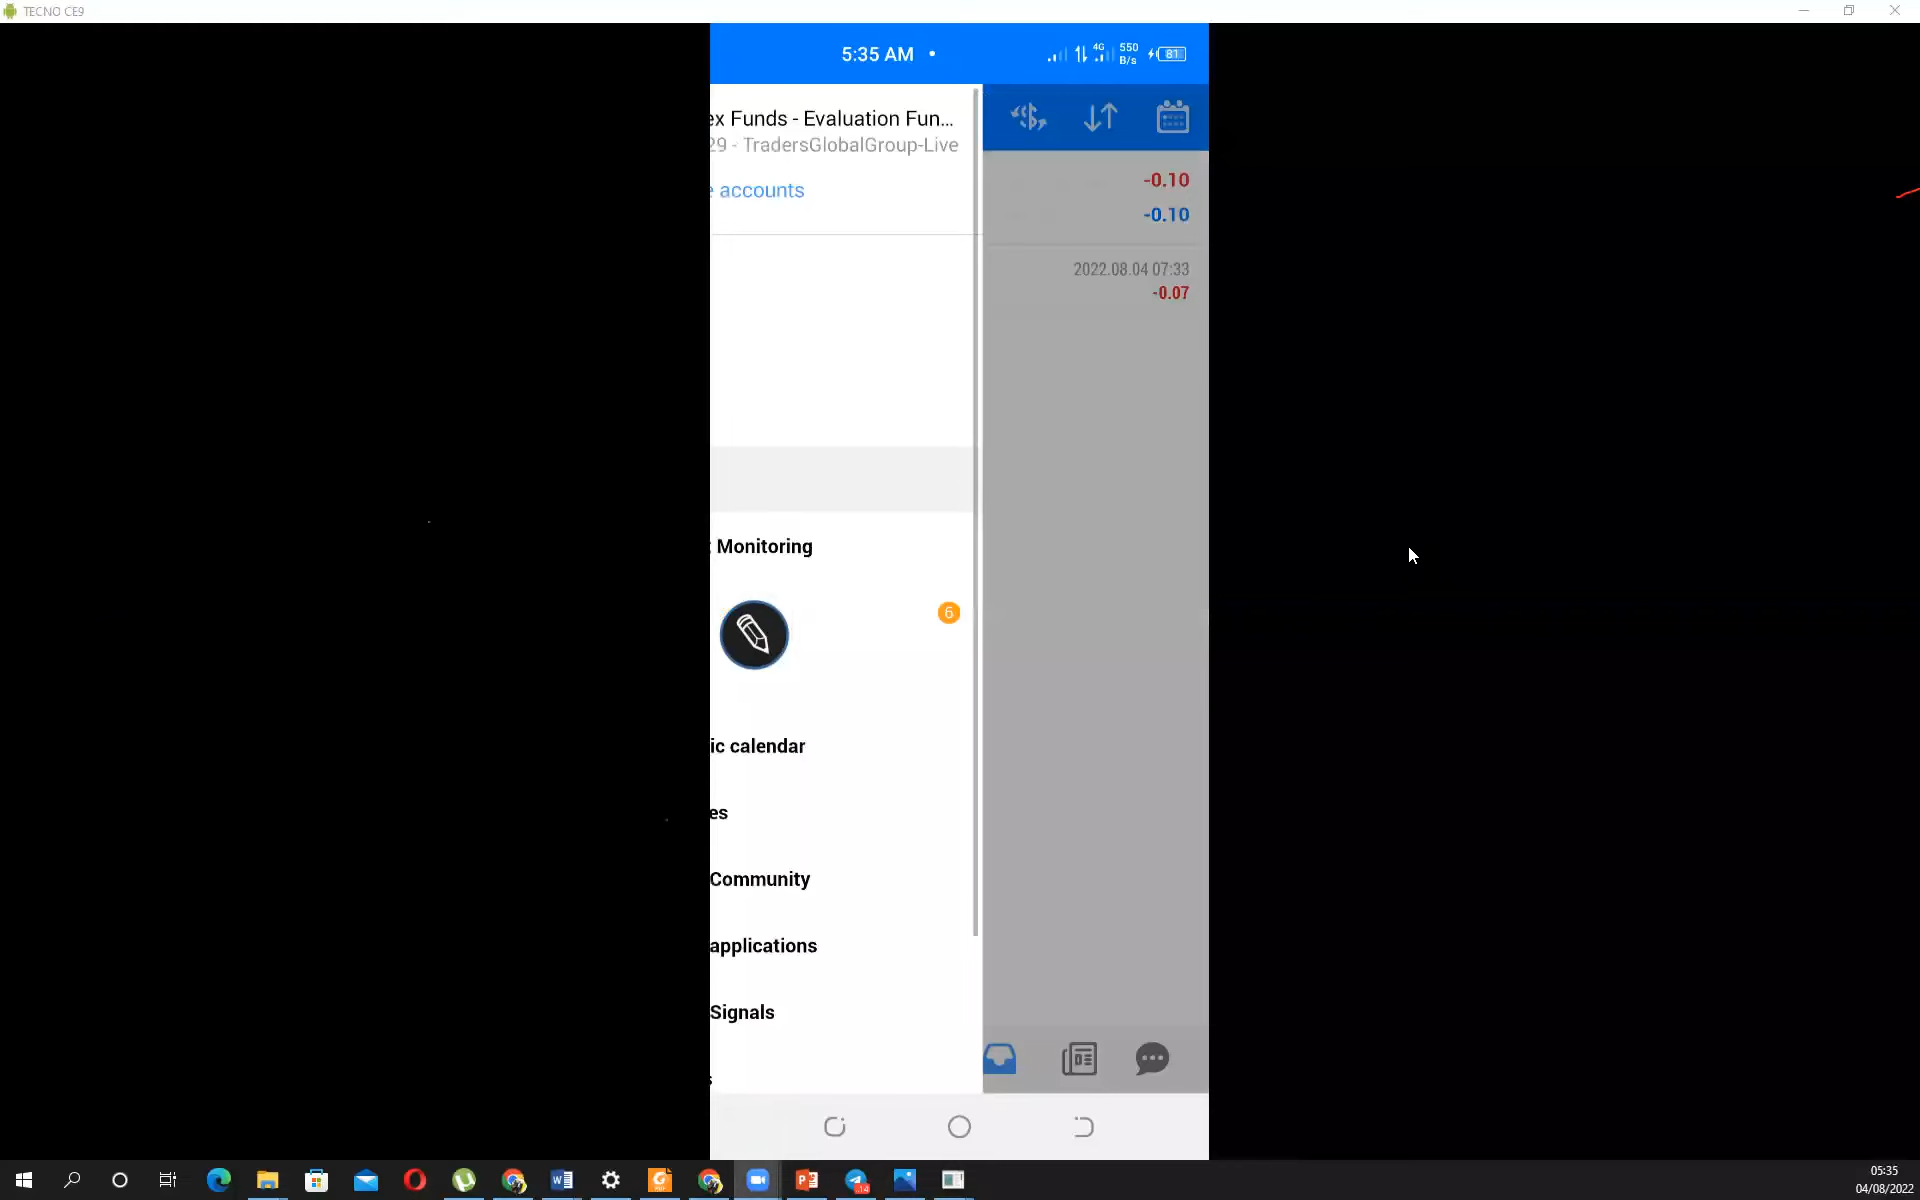 TECNO CE9
5:35 AM
4G
550
B/s
81
ex Funds - Evaluation Fun...
29 - TradersGlobalGroup-Live
e accounts
-0.10
-0.10
2022.08.04 07:33
-0.07
Monitoring
6
ic calendar
es
Community
applications
Signals
s
14
05:35
04/08/2022